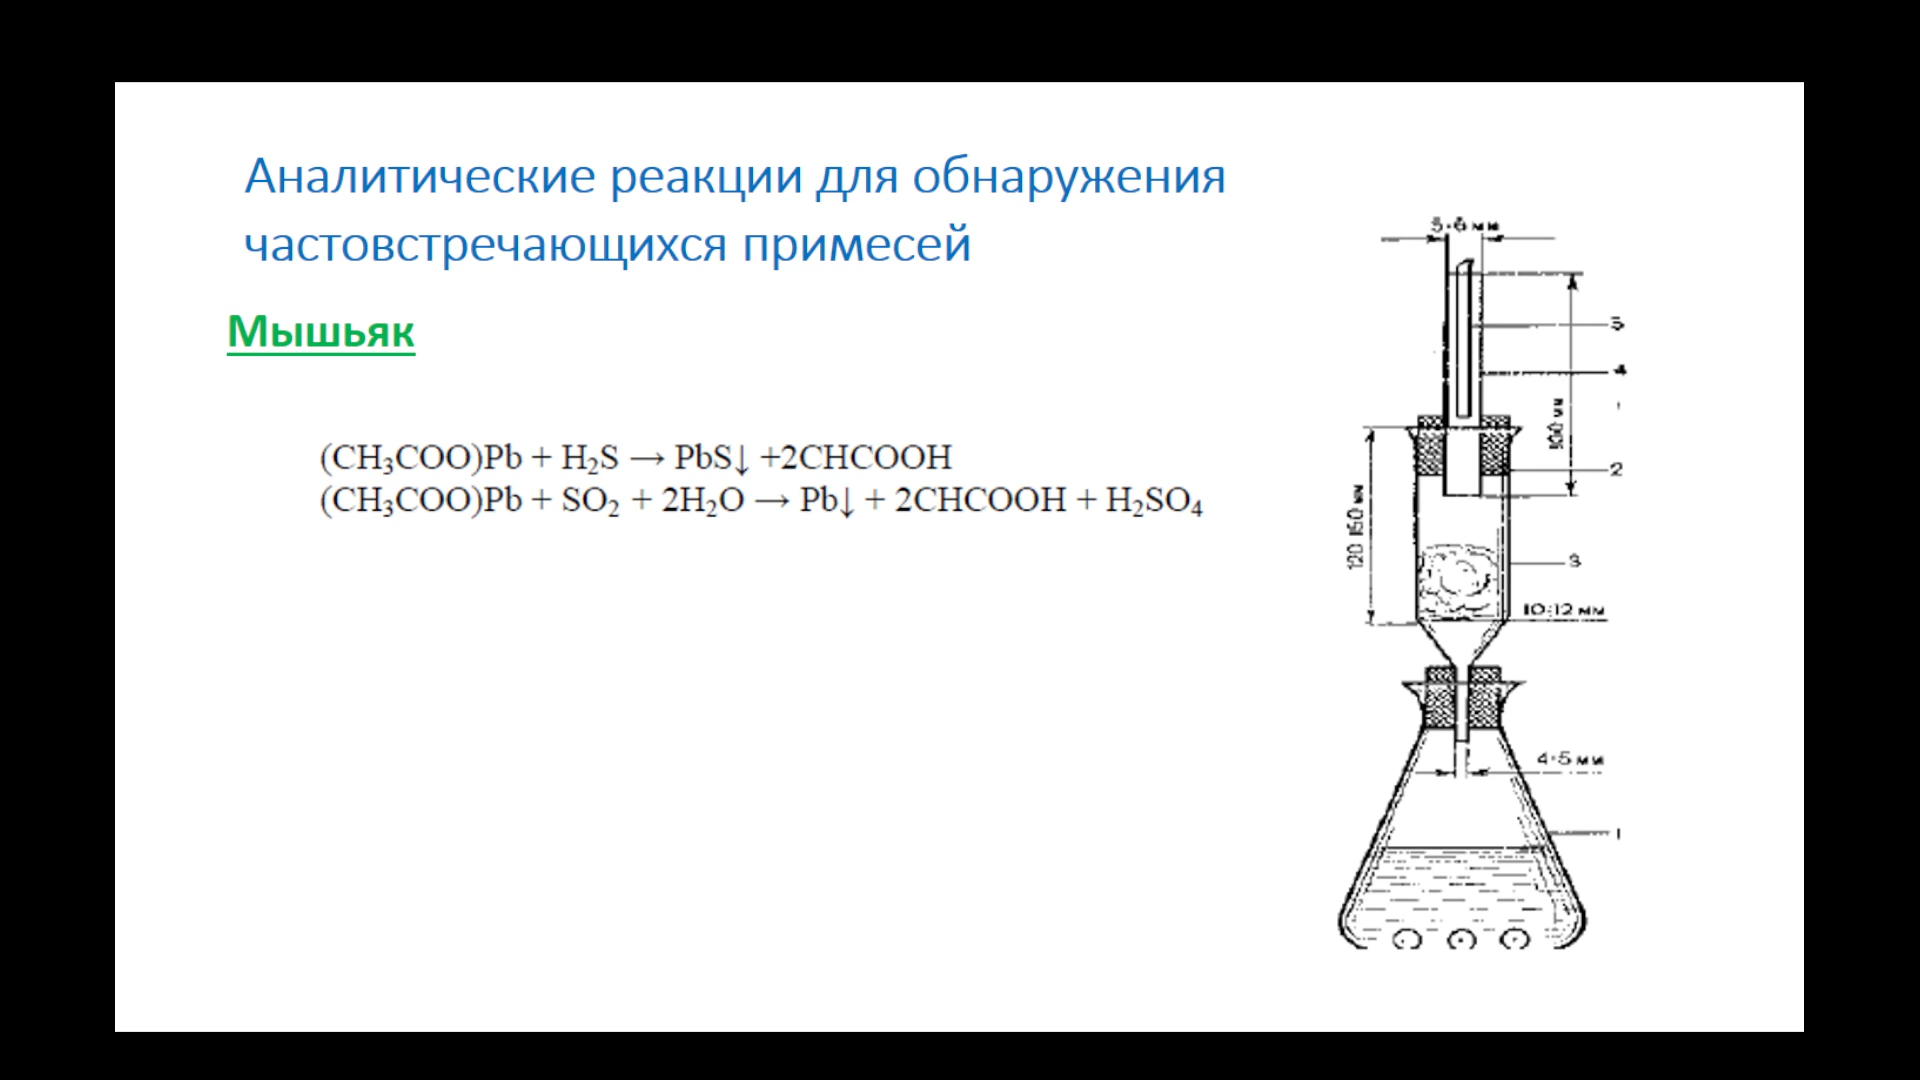 Аналитические реакции для обнаружения
частовстречающихся примесей
Мышьяк
(CH₃COO)Pb + H₂S → PbS↓ +2CHCOOH
(CH₃COO)Pb + SO₂ + 2H₂O → Pb↓ + 2CHCOOH + H₂SO₄
5-6 мм
5
4
100 мм
2
120 150 мм
3
10-12 мм
4-5 мм
1